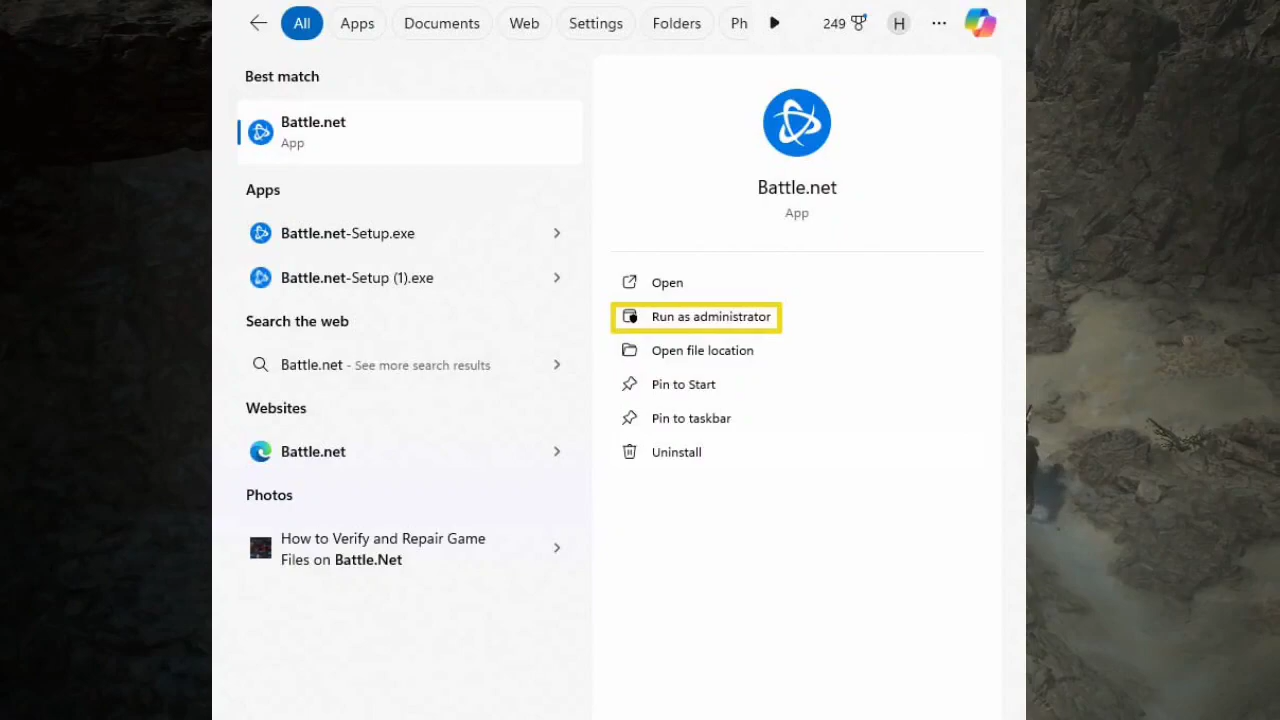 All
Apps
Documents
Web
Settings
Folders
Ph
249
H
Best match
Battle.net
App
Apps
Battle.net-Setup.exe
Battle.net-Setup (1).exe
Search the web
Battle.net - See more search results
Websites
Battle.net
Photos
How to Verify and Repair Game
Files on Battle.Net
Battle.net
App
Open
Run as administrator
Open file location
Pin to Start
Pin to taskbar
Uninstall